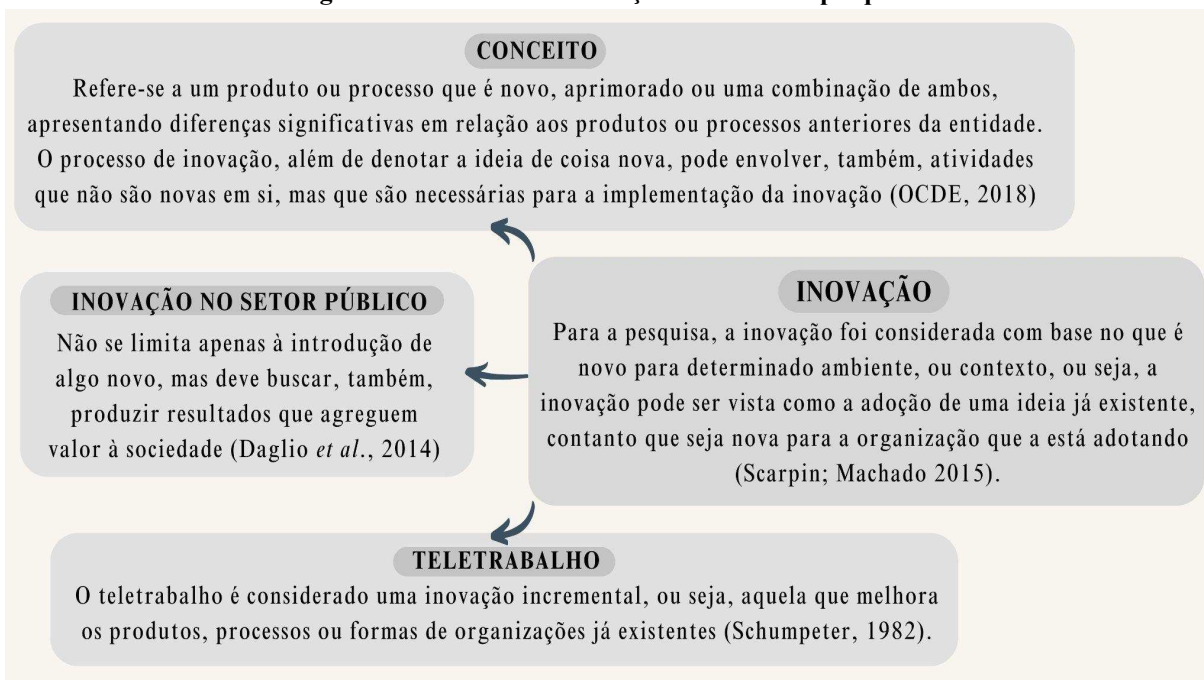 CONCEITO
Refere-se a um produto ou processo que é novo, aprimorado ou uma combinação de ambos,
apresentando diferenças significativas em relação aos produtos ou processos anteriores da entidade.
O processo de inovação, além de denotar a ideia de coisa nova, pode envolver, também, atividades
que não são novas em si, mas que são necessárias para a implementação da inovação (OCDE, 2018)
INOVAÇÃO NO SETOR PÚBLICO
Não se limita apenas à introdução de
algo novo, mas deve buscar, também,
produzir resultados que agreguem
valor à sociedade (Daglio et al., 2014)
INOVAÇÃO
Para a pesquisa, a inovação foi considerada com base no que é
novo para determinado ambiente, ou contexto, ou seja, a
inovação pode ser vista como a adoção de uma ideia já existente,
contanto que seja nova para a organização que a está adotando
(Scarpin; Machado 2015).
TELETRABALHO
O teletrabalho é considerado uma inovação incremental, ou seja, aquela que melhora
os produtos, processos ou formas de organizações já existentes (Schumpeter, 1982).